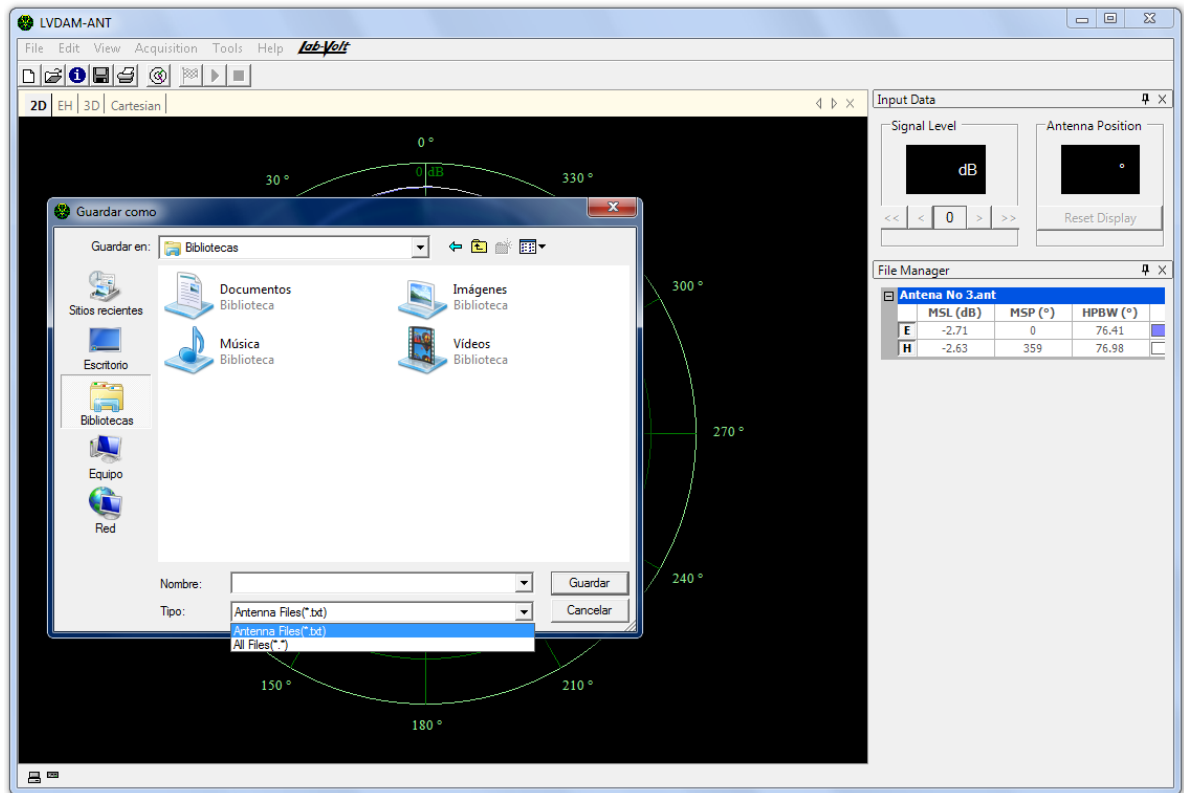 LVDAM-ANT
File Edit View Acquisition Tools Help Lab-Volt
2D EH 3D Cartesian
0 °
0 dB
30 °
330 °
300 °
270 °
240 °
210 °
180 °
150 °
Guardar como
Guardar en: Bibliotecas
Sitios recientes
Escritorio
Bibliotecas
Equipo
Red
Documentos
Biblioteca
Imágenes
Biblioteca
Música
Biblioteca
Vídeos
Biblioteca
Nombre:
Guardar
Tipo: Antenna Files(*.txt)
Cancelar
Antenna Files(*.txt)
All Files(*.*)
Input Data
Signal Level
dB
<< < 0 > >>
Antenna Position
°
Reset Display
File Manager
Antena No 3.ant
MSL (dB) MSP (°) HPBW (°)
E -2.71 0 76.41
H -2.63 359 76.98